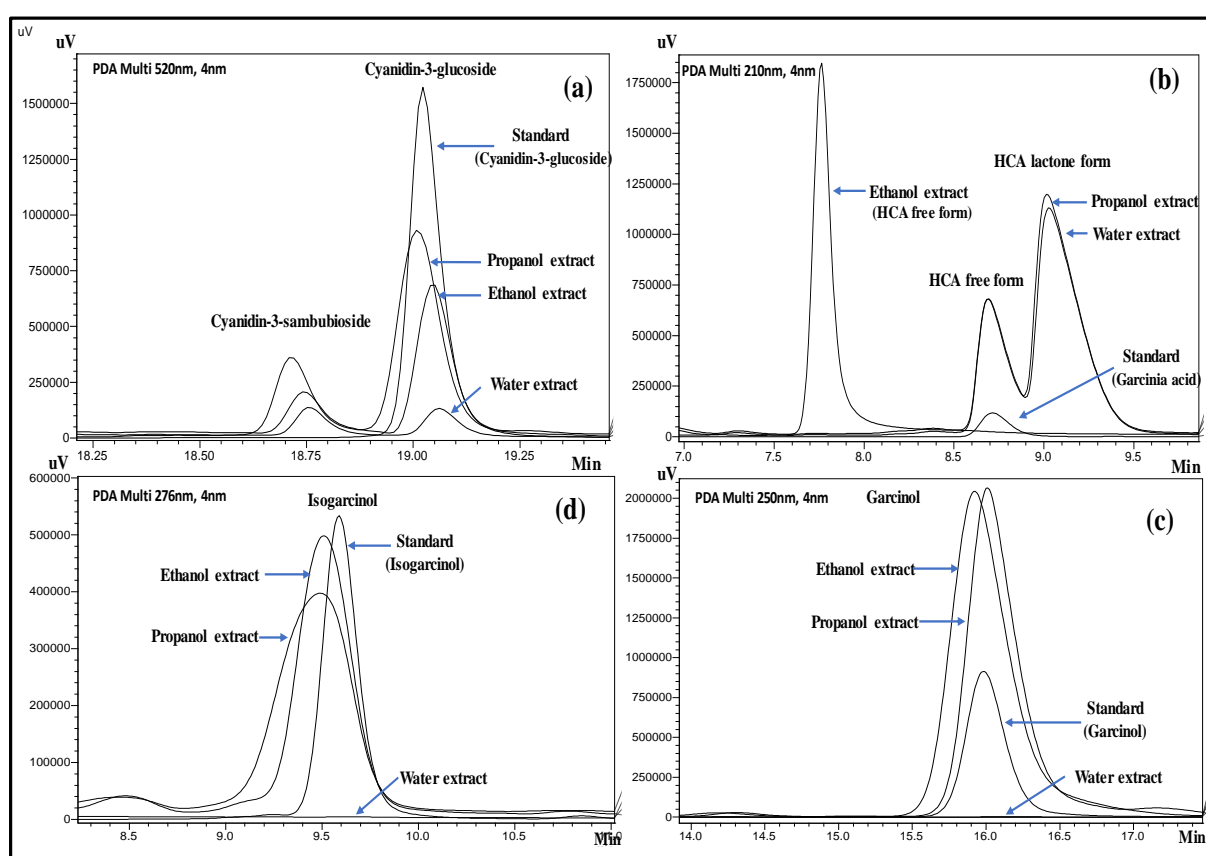 uV
uV
PDA Multi 520nm, 4nm
Cyanidin-3-glucoside
(a)
1500000
1250000
1000000
750000
500000
250000
0
Standard
(Cyanidin-3-glucoside)
Propanol extract
Ethanol extract
Cyanidin-3-sambubioside
Water extract
18.25 18.50 18.75 19.00 19.25
Min
uV
PDA Multi 210nm, 4nm
(b)
1750000
1500000
1250000
1000000
750000
500000
250000
0
HCA lactone form
Ethanol extract
(HCA free form)
Propanol extract
Water extract
HCA free form
Standard
(Garcinia acid)
7.0 7.5 8.0 8.5 9.0 9.5
Min
uV
PDA Multi 276nm, 4nm
Isogarcinol
(d)
600000
500000
400000
300000
200000
100000
0
Standard
(Isogarcinol)
Ethanol extract
Propanol extract
Water extract
8.5 9.0 9.5 10.0 10.5
Min
uV
PDA Multi 250nm, 4nm
Garcinol
(c)
2000000
1750000
1500000
1250000
1000000
750000
500000
250000
0
Ethanol extract
Propanol extract
Standard
(Garcinol)
Water extract
14.0 14.5 15.0 15.5 16.0 16.5 17.0
Min